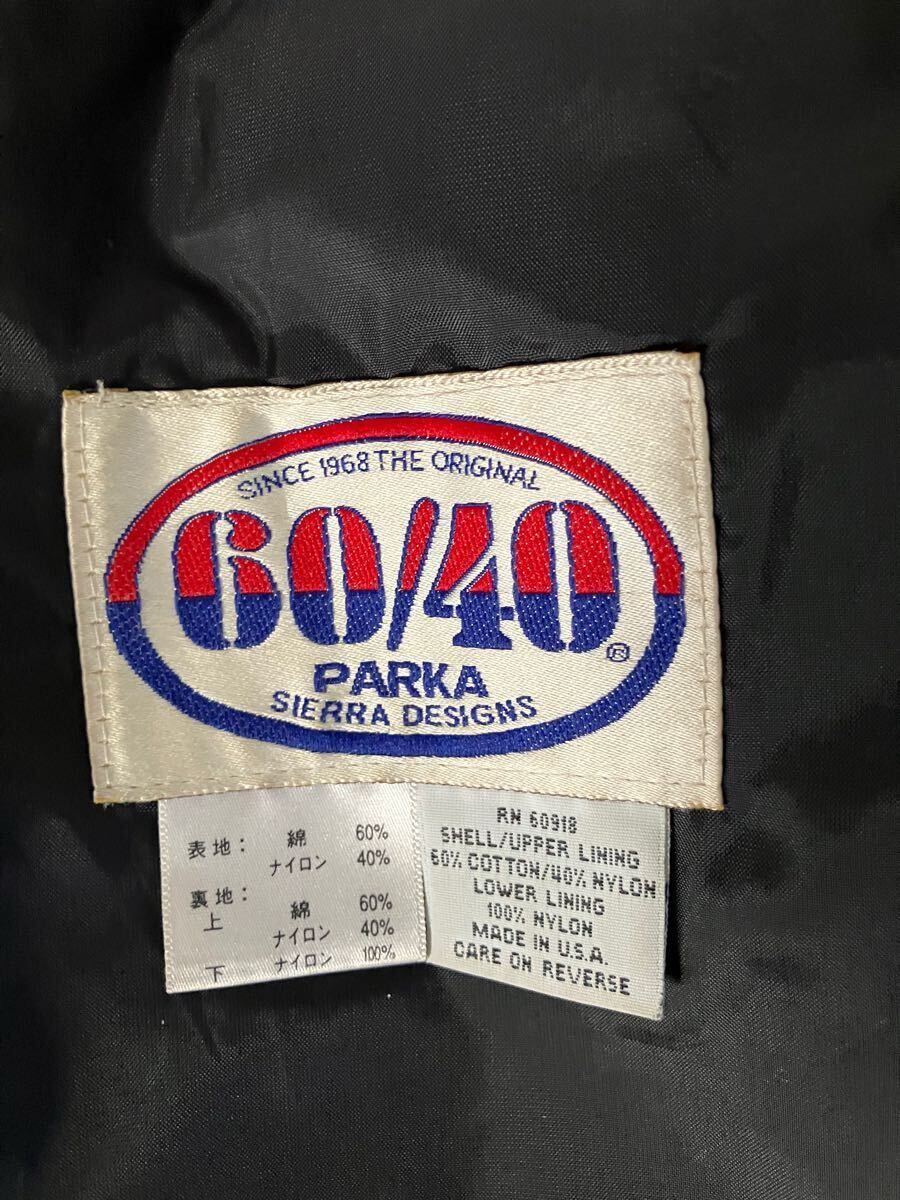 SINCE 1968 THE ORIGINAL
60/40®
PARKA
SIERRA DESIGNS
表地: 綿 60%
ナイロン 40%
裏地:
上 綿 60%
ナイロン 40%
下 ナイロン 100%
RN 60918
SHELL/UPPER LINING
60% COTTON/40% NYLON
LOWER LINING
100% NYLON
MADE IN U.S.A.
CARE ON REVERSE